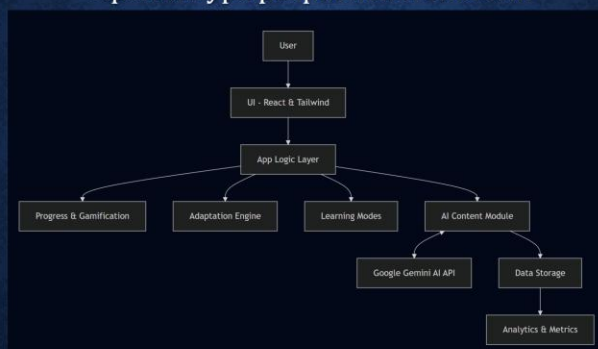 User
UI - React & Tailwind
App Logic Layer
Progress & Gamification
Adaptation Engine
Learning Modes
AI Content Module
Google Gemini AI API
Data Storage
Analytics & Metrics